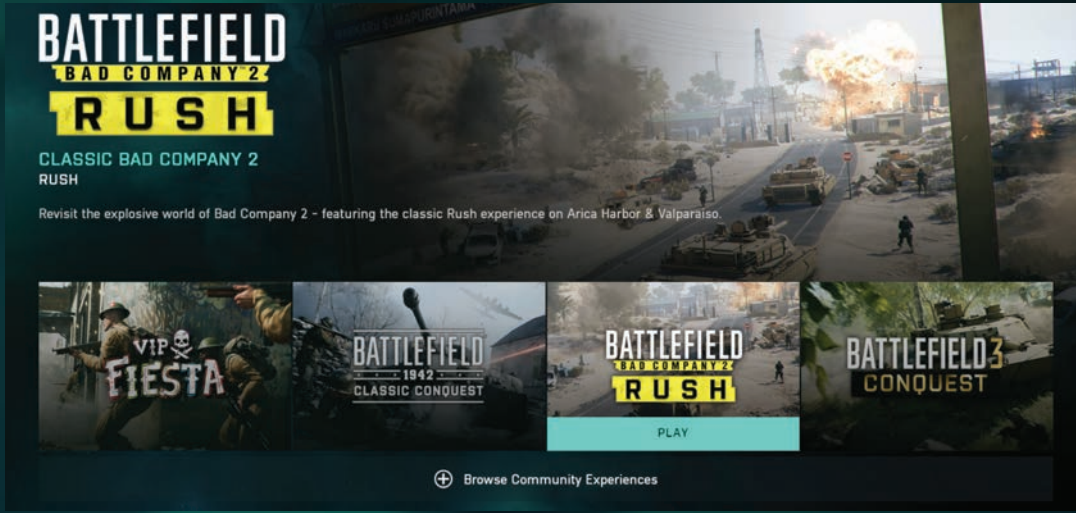 BATTLEFIELD
BAD COMPANY™2
RUSH
CLASSIC BAD COMPANY 2
RUSH
Revisit the explosive world of Bad Company 2 - featuring the classic Rush experience on Arica Harbor & Valparaiso.
VIP
FIESTA
BATTLEFIELD
1942
CLASSIC CONQUEST
BATTLEFIELD
BAD COMPANY 2
RUSH
PLAY
BATTLEFIELD 3
CONQUEST
Browse Community Experiences